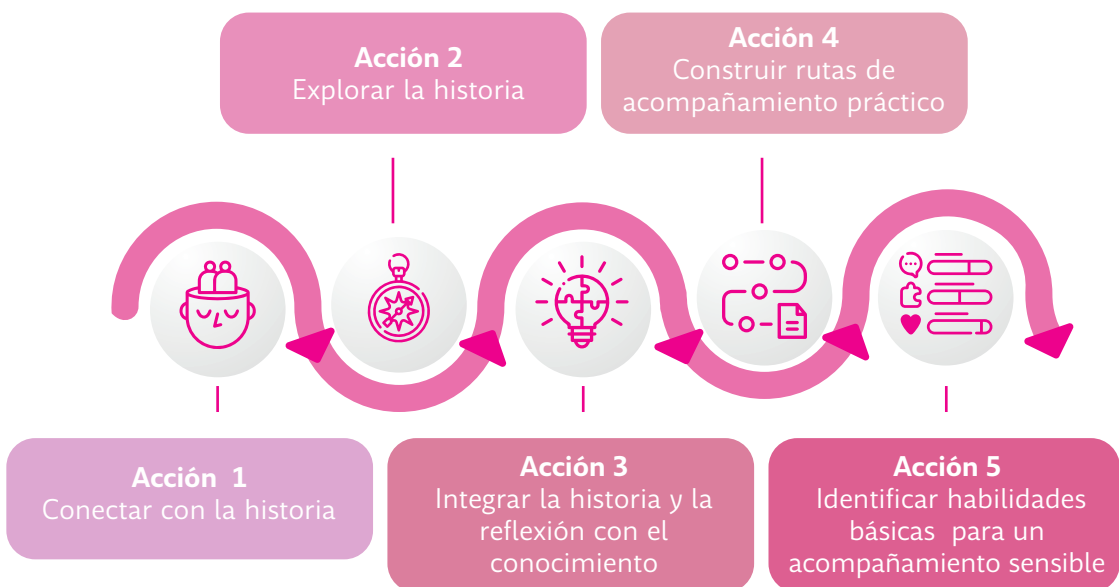 Acción 2
Explorar la historia
Acción 4
Construir rutas de
acompañamiento práctico
Acción 1
Conectar con la historia
Acción 3
Integrar la historia y la
reflexión con el
conocimiento
Acción 5
Identificar habilidades
básicas para un
acompañamiento sensible